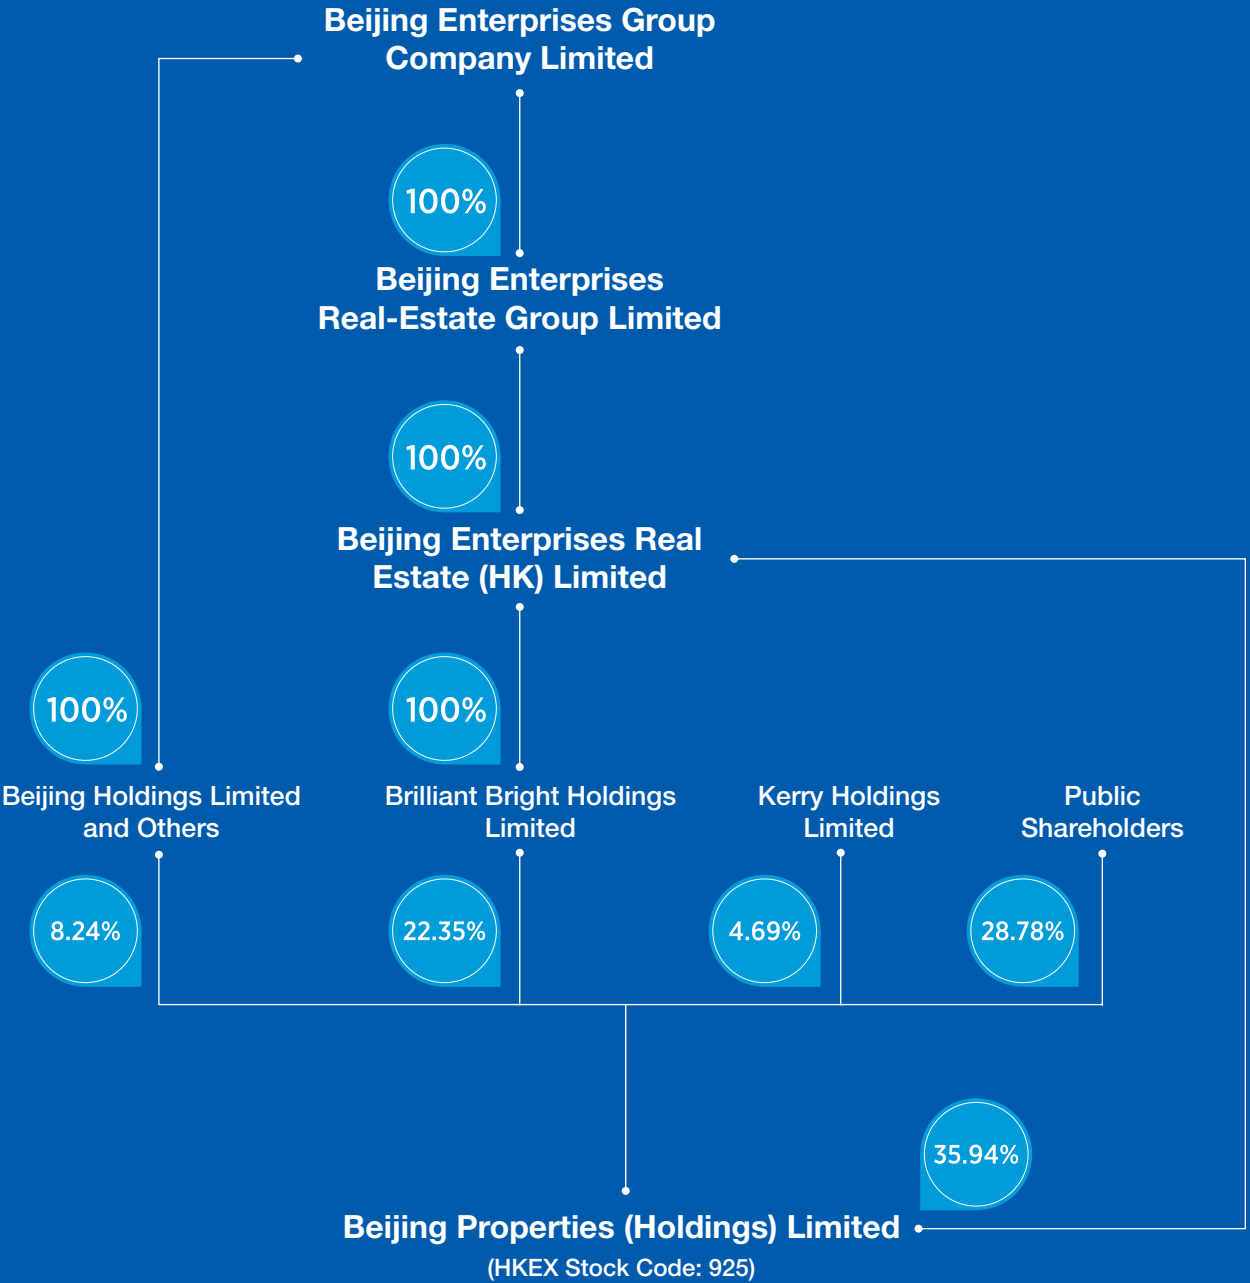 Beijing Enterprises Group
Company Limited
100%
Beijing Enterprises
Real-Estate Group Limited
100%
Beijing Enterprises Real
Estate (HK) Limited
100%
100%
Beijing Holdings Limited
and Others
Brilliant Bright Holdings
Limited
Kerry Holdings
Limited
Public
Shareholders
8.24%
22.35%
4.69%
28.78%
35.94%
Beijing Properties (Holdings) Limited
(HKEX Stock Code: 925)